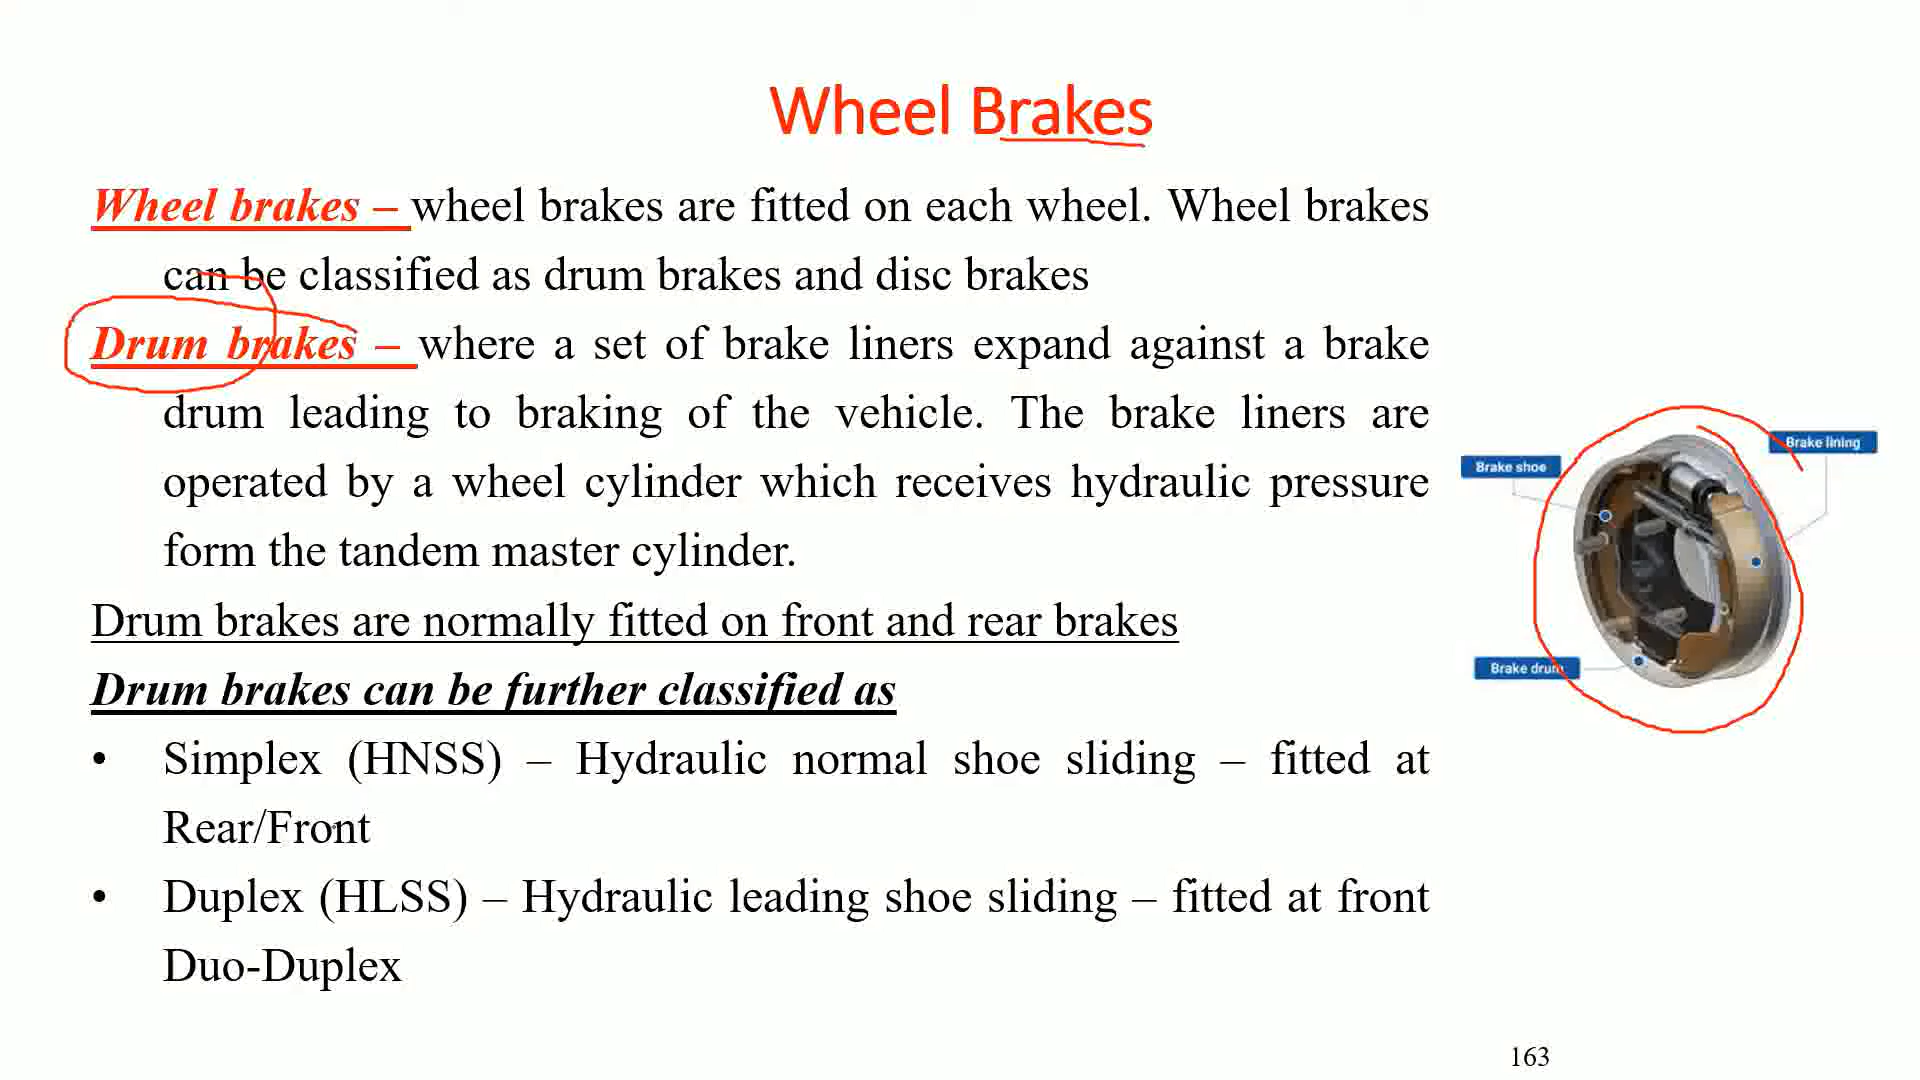 Wheel Brakes
Wheel brakes – wheel brakes are fitted on each wheel. Wheel brakes
can be classified as drum brakes and disc brakes
Drum brakes – where a set of brake liners expand against a brake
drum leading to braking of the vehicle. The brake liners are
operated by a wheel cylinder which receives hydraulic pressure
form the tandem master cylinder.
Drum brakes are normally fitted on front and rear brakes
Drum brakes can be further classified as
• Simplex (HNSS) – Hydraulic normal shoe sliding – fitted at
Rear/Front
• Duplex (HLSS) – Hydraulic leading shoe sliding – fitted at front
Duo-Duplex
Brake lining
Brake shoe
Brake drum
163